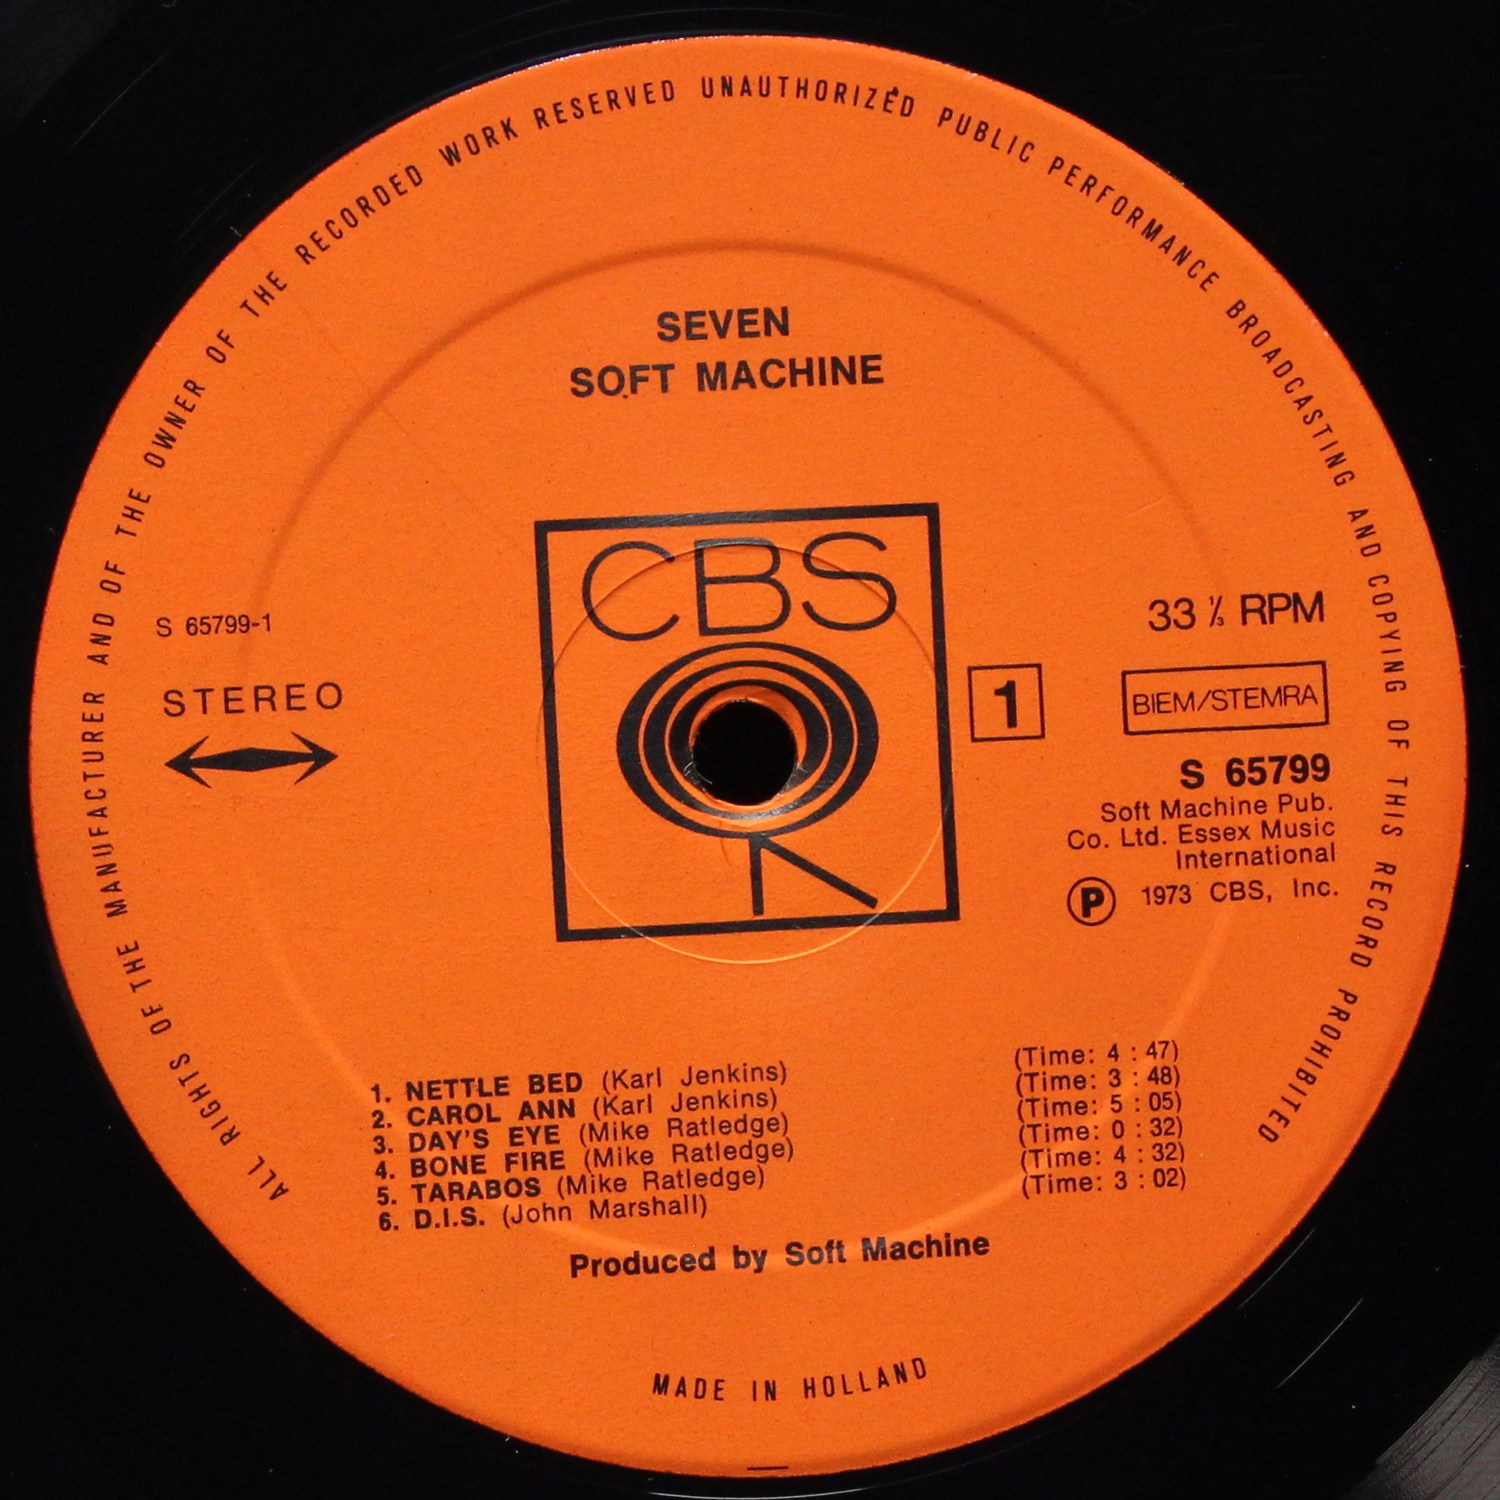 ALL RIGHTS OF THE MANUFACTURER AND OF THE OWNER OF THE RECORDED WORK RESERVED UNAUTHORIZED PUBLIC PERFORMANCE BROADCASTING AND COPYING OF THIS RECORD PROHIBITED
SEVEN
SOFT MACHINE
CBS
S 65799-1
STEREO
1
33 1/3 RPM
BIEM/STEMRA
S 65799
Soft Machine Pub.
Co. Ltd. Essex Music
International
Ⓟ 1973 CBS, Inc.
1. NETTLE BED (Karl Jenkins) (Time: 4 : 47)
2. CAROL ANN (Karl Jenkins) (Time: 3 : 48)
3. DAY'S EYE (Mike Ratledge) (Time: 5 : 05)
4. BONE FIRE (Mike Ratledge) (Time: 0 : 32)
5. TARABOS (Mike Ratledge) (Time: 4 : 32)
6. D.I.S. (John Marshall) (Time: 3 : 02)
Produced by Soft Machine
MADE IN HOLLAND